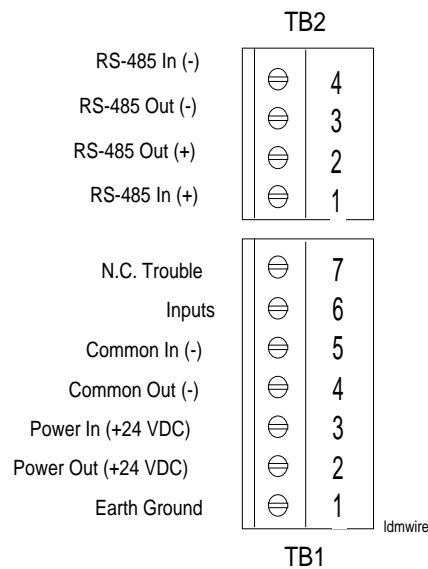 TB2
RS-485 In (-) 4
RS-485 Out (-) 3
RS-485 Out (+) 2
RS-485 In (+) 1
N.C. Trouble 7
Inputs 6
Common In (-) 5
Common Out (-) 4
Power In (+24 VDC) 3
Power Out (+24 VDC) 2
Earth Ground 1
ldmwire
TB1